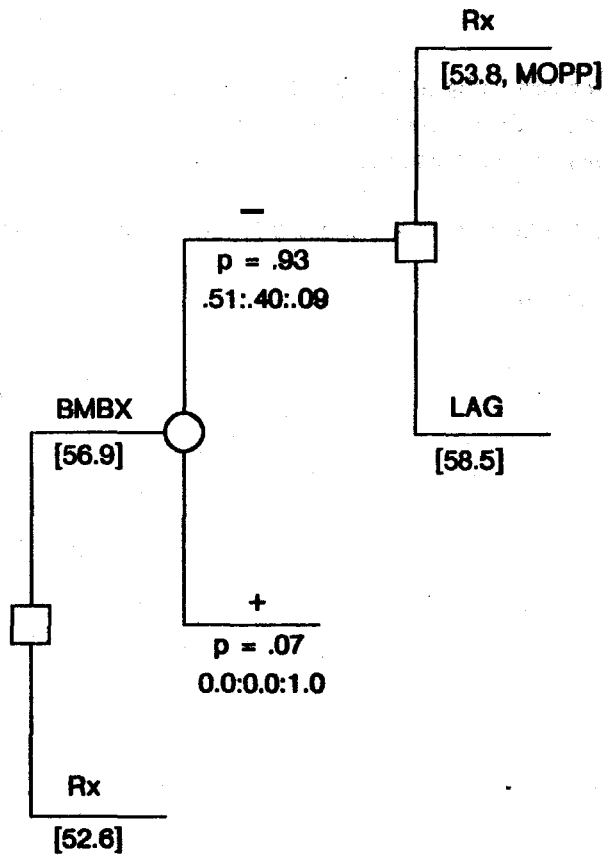 Rx
[53.8, MOPP]
–
p = .93
.51:.40:.09
BMBX
[56.9]
LAG
[58.5]
+
p = .07
0.0:0.0:1.0
Rx
[52.6]